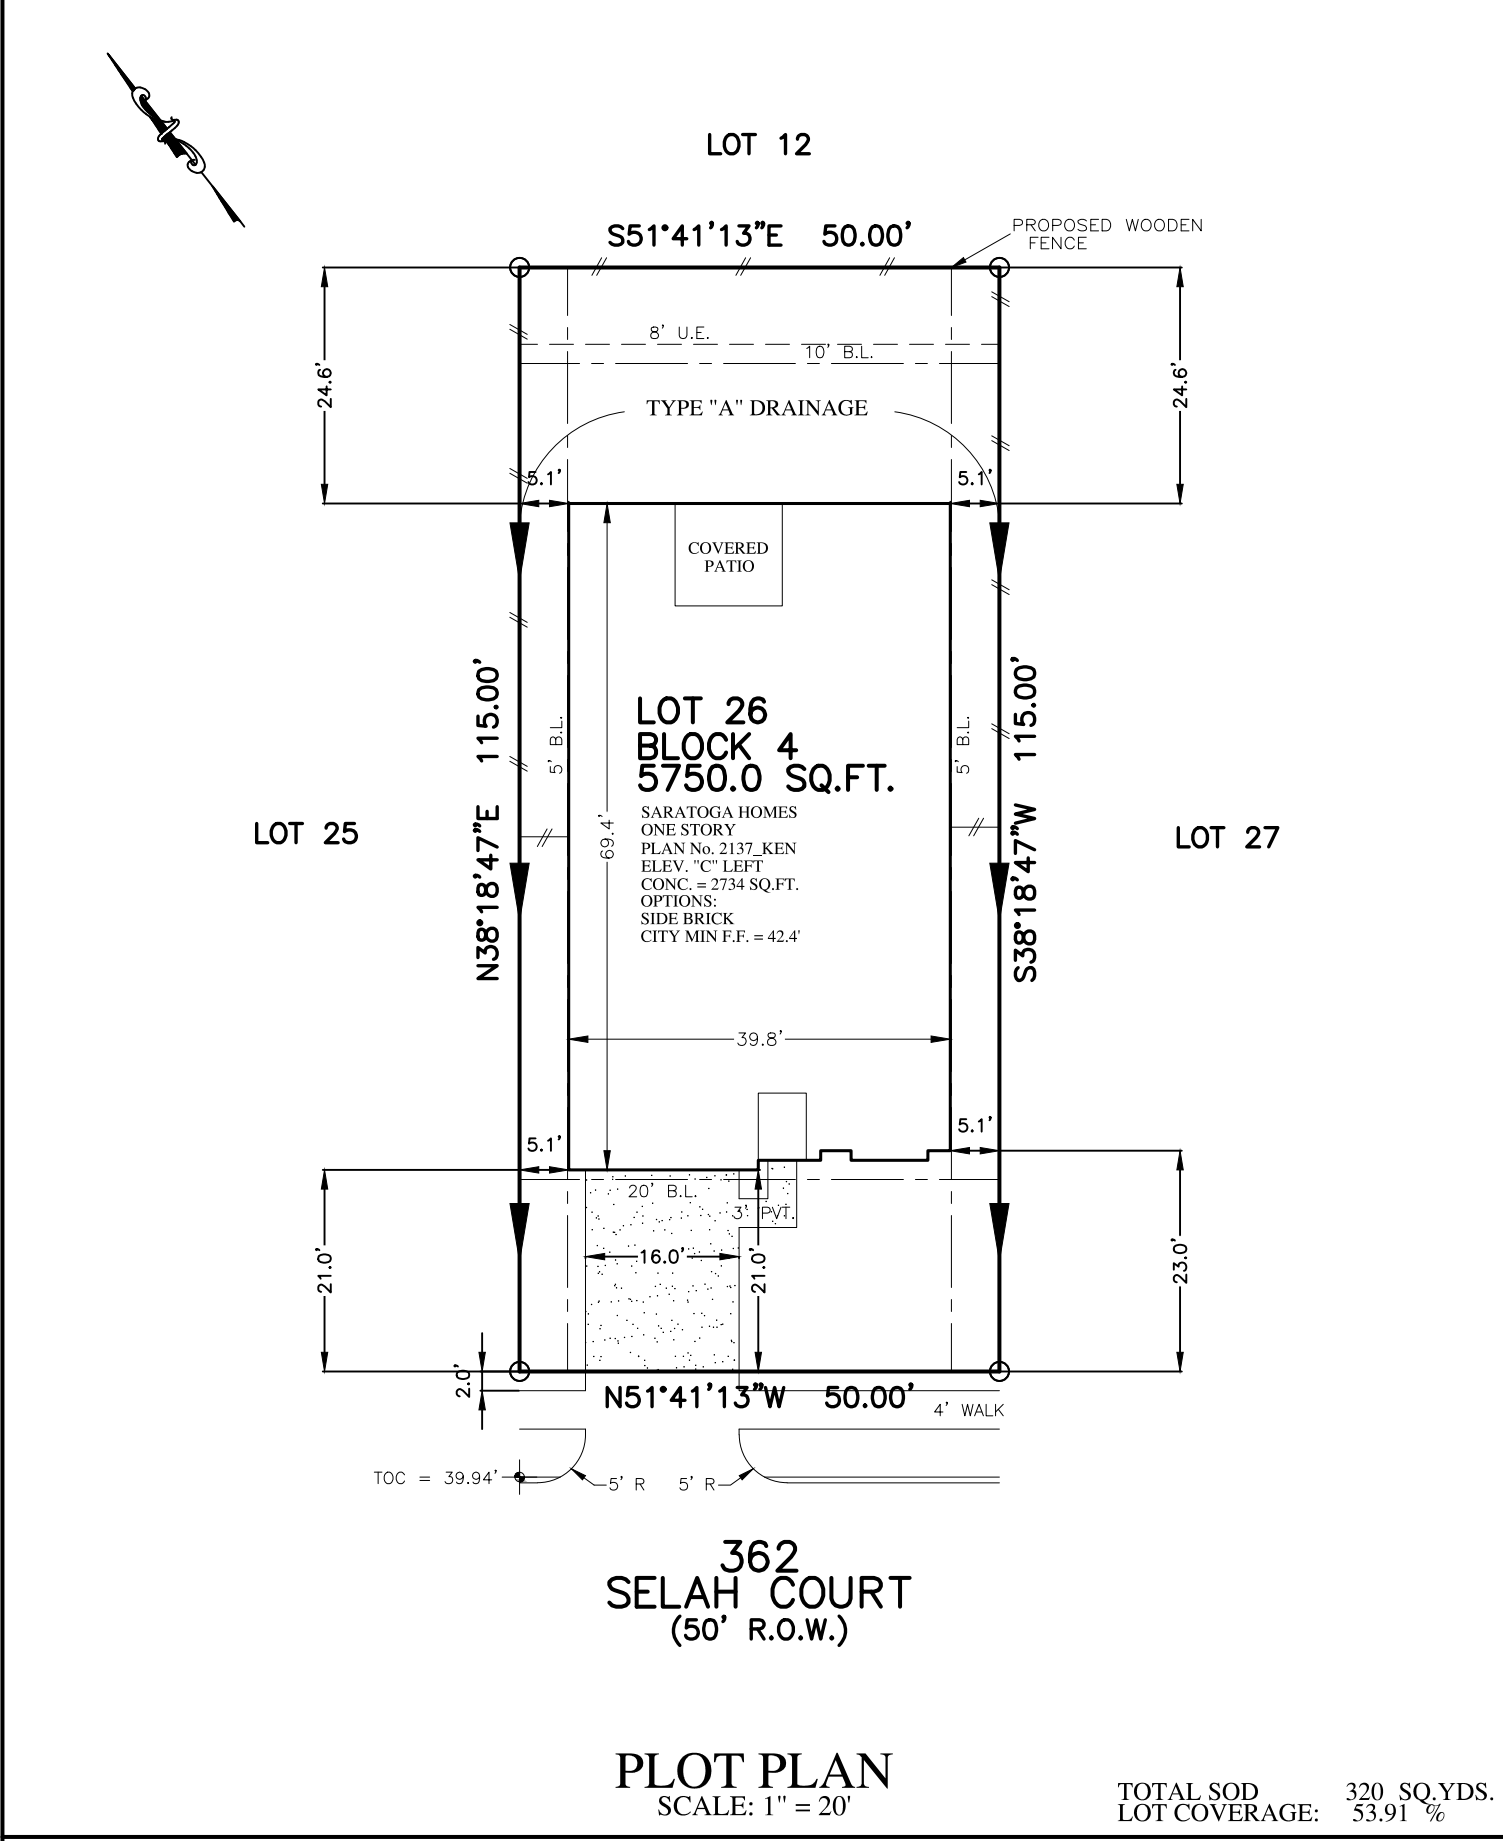 LOT 12
S51°41'13"E 50.00'
PROPOSED WOODEN
FENCE
8' U.E.
10' B.L.
24.6'
24.6'
TYPE "A" DRAINAGE
5.1'
5.1'
COVERED
PATIO
N38°18'47"E 115.00'
S38°18'47"W 115.00'
5' B.L.
5' B.L.
LOT 26
BLOCK 4
5750.0 SQ.FT.
SARATOGA HOMES
ONE STORY
PLAN No. 2137_KEN
ELEV. "C" LEFT
CONC. = 2734 SQ.FT.
OPTIONS:
SIDE BRICK
CITY MIN F.F. = 42.4'
69.4'
LOT 25
LOT 27
39.8'
5.1'
5.1'
20' B.L.
3' PVT.
16.0'
21.0'
21.0'
23.0'
2.0'
N51°41'13"W 50.00'
4' WALK
TOC = 39.94'
5' R
5' R
362
SELAH COURT
(50' R.O.W.)
PLOT PLAN
SCALE: 1" = 20'
TOTAL SOD 320 SQ.YDS.
LOT COVERAGE: 53.91 %